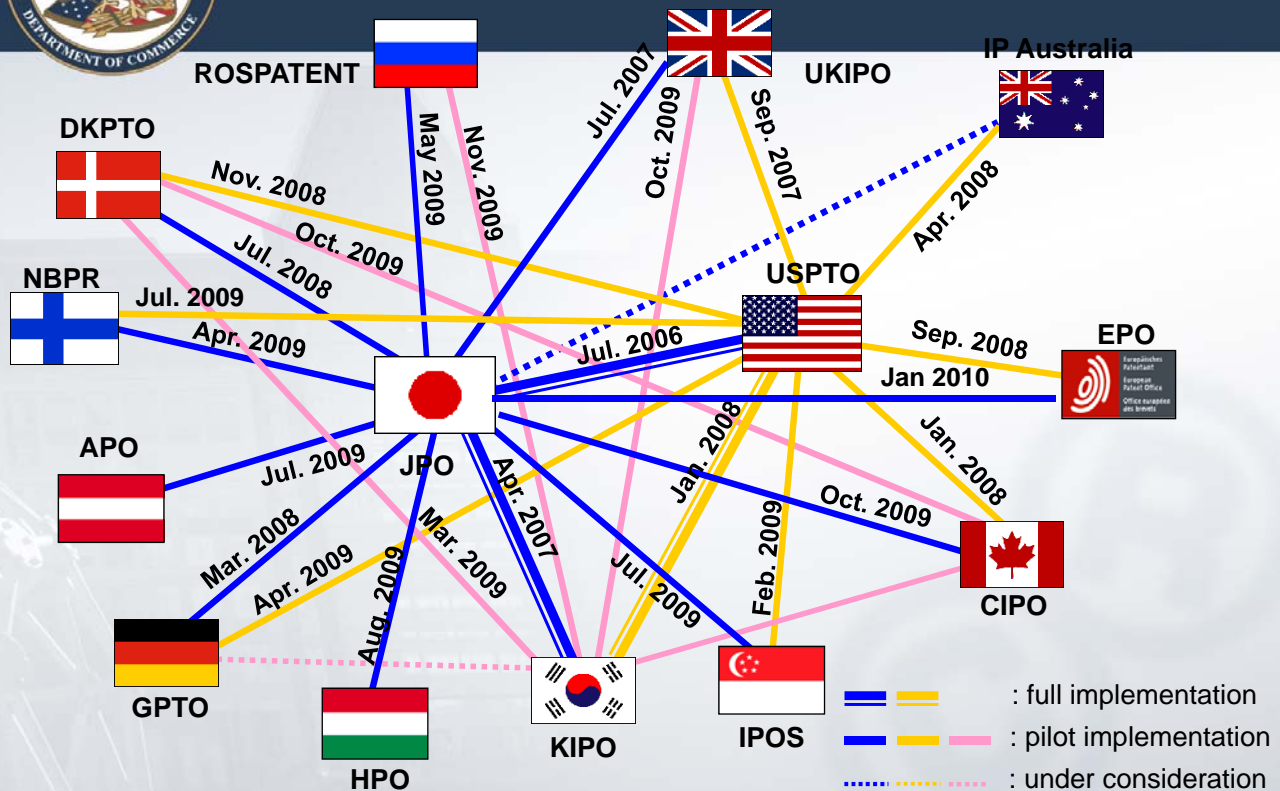 DEPARTMENT OF COMMERCE
ROSPATENT
UKIPO
IP Australia
DKPTO
NBPR
APO
GPTO
HPO
KIPO
IPOS
CIPO
EPO
USPTO
JPO
Jul. 2007
Oct. 2009
Sep. 2007
May 2009
Nov. 2009
Apr. 2008
Nov. 2008
Oct. 2009
Jul. 2008
Jul. 2009
Apr. 2009
Jul. 2006
Sep. 2008
Jan 2010
Jan. 2008
Jan. 2008
Jul. 2009
Apr. 2007
Oct. 2009
Mar. 2008
Apr. 2009
Mar. 2009
Aug. 2009
Jul. 2009
Feb. 2009
Europäisches
Patentamt
European
Patent Office
Office européen
des brevets
: full implementation
: pilot implementation
: under consideration